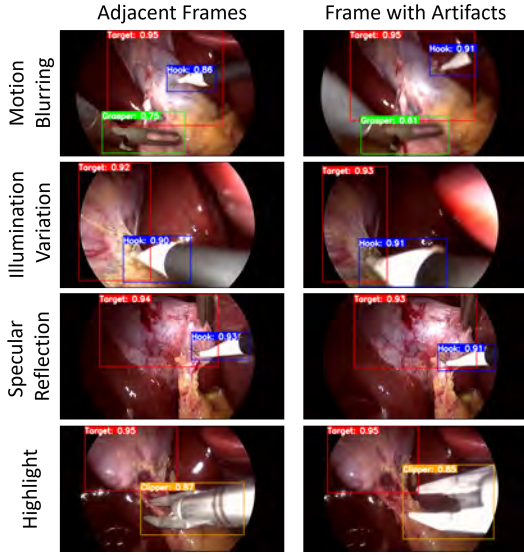 Adjacent Frames
Frame with Artifacts
Motion
Blurring
Target: 0.95
Hook: 0.86
Grasper: 0.75
Target: 0.95
Hook: 0.91
Grasper: 0.61
Illumination
Variation
Target: 0.92
Hook: 0.90
Target: 0.93
Hook: 0.91
Specular
Reflection
Target: 0.94
Hook: 0.93
Target: 0.93
Hook: 0.91
Highlight
Target: 0.95
Clipper: 0.87
Target: 0.95
Clipper: 0.85